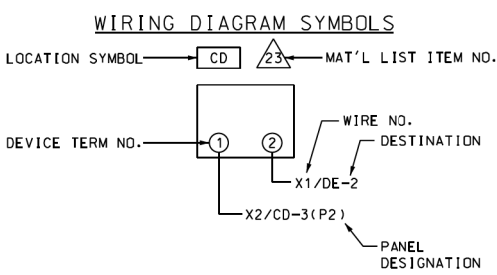 WIRING DIAGRAM SYMBOLS
LOCATION SYMBOL
CD
23
MAT'L LIST ITEM NO.
WIRE NO.
DEVICE TERM NO.
1
2
DESTINATION
X1/DE-2
X2/CD-3(P2)
PANEL
DESIGNATION